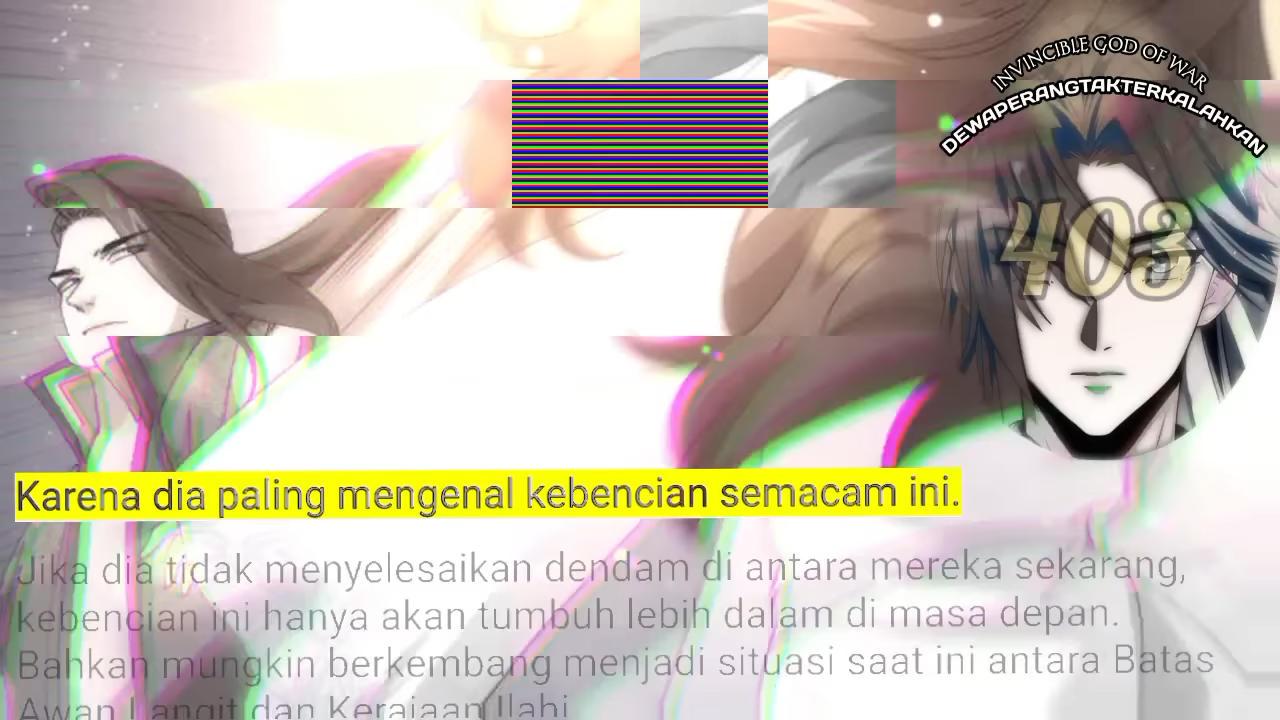 INVINCIBLE GOD OF WAR
DEWAPERANGTAKTERKALAHKAN
403
Karena dia paling mengenal kebencian semacam ini.
Jika dia tidak menyelesaikan dendam di antara mereka sekarang,
kebencian ini hanya akan tumbuh lebih dalam di masa depan.
Bahkan mungkin berkembang menjadi situasi saat ini antara Batas
Awan Langit dan Kerajaan Ilahi